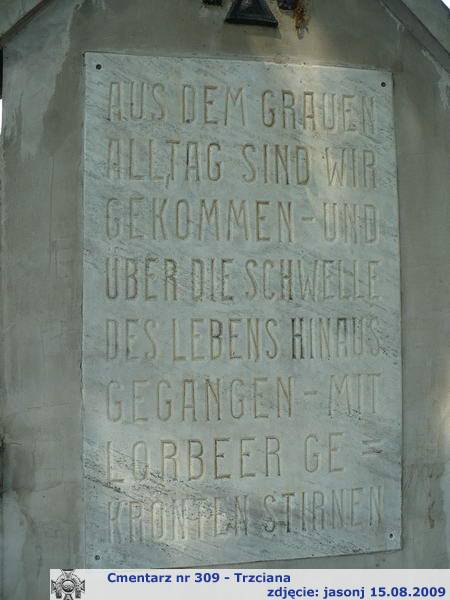 AUS DEM GRAUEN
ALLTAG SIND WIR
GEKOMMEN - UND
ÜBER DIE SCHWELLE
DES LEBENS HINAUS
GEGANGEN - MIT
LORBEER GE =
KRÖNTEN STIRNEN
Cmentarz nr 309 - Trzciana
zdjęcie: jasonj 15.08.2009